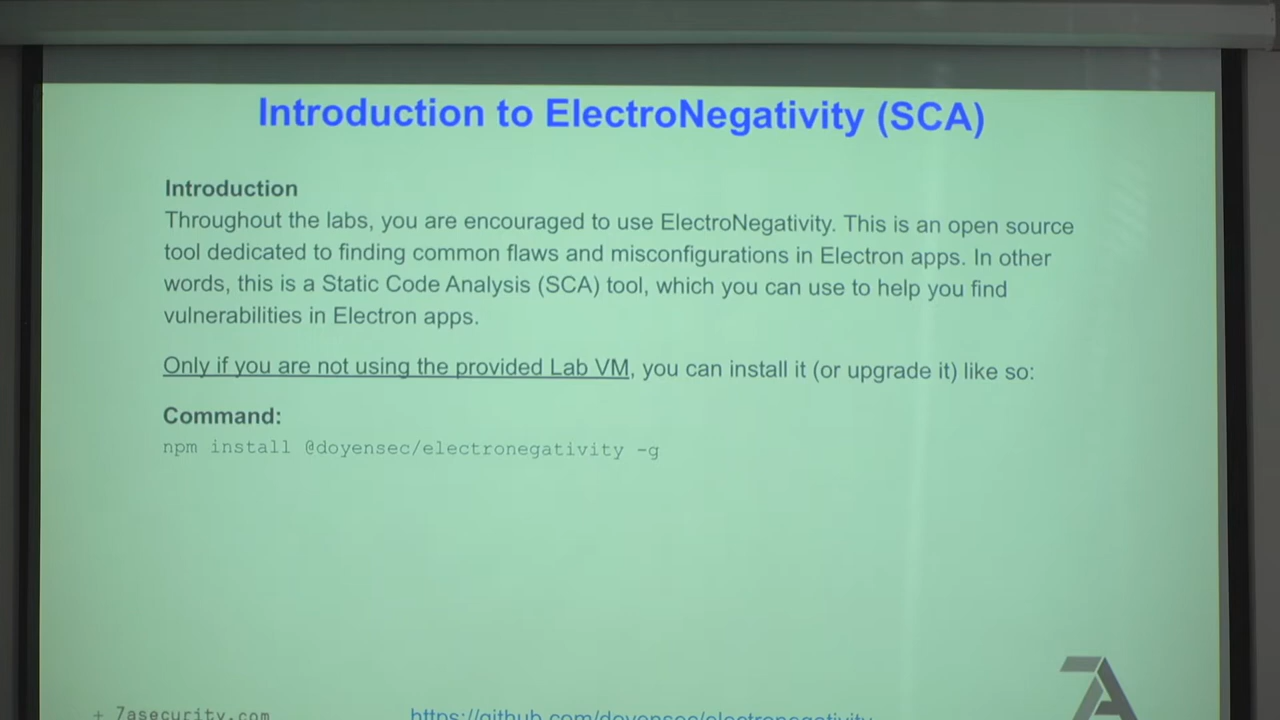 Introduction to ElectroNegativity (SCA)
Introduction
Throughout the labs, you are encouraged to use ElectroNegativity. This is an open source
tool dedicated to finding common flaws and misconfigurations in Electron apps. In other
words, this is a Static Code Analysis (SCA) tool, which you can use to help you find
vulnerabilities in Electron apps.
Only if you are not using the provided Lab VM, you can install it (or upgrade it) like so:
Command:
npm install @doyensec/electronegativity -g
+ 7asecurity.com
https://github.com/doyensec/electronegativity
7A